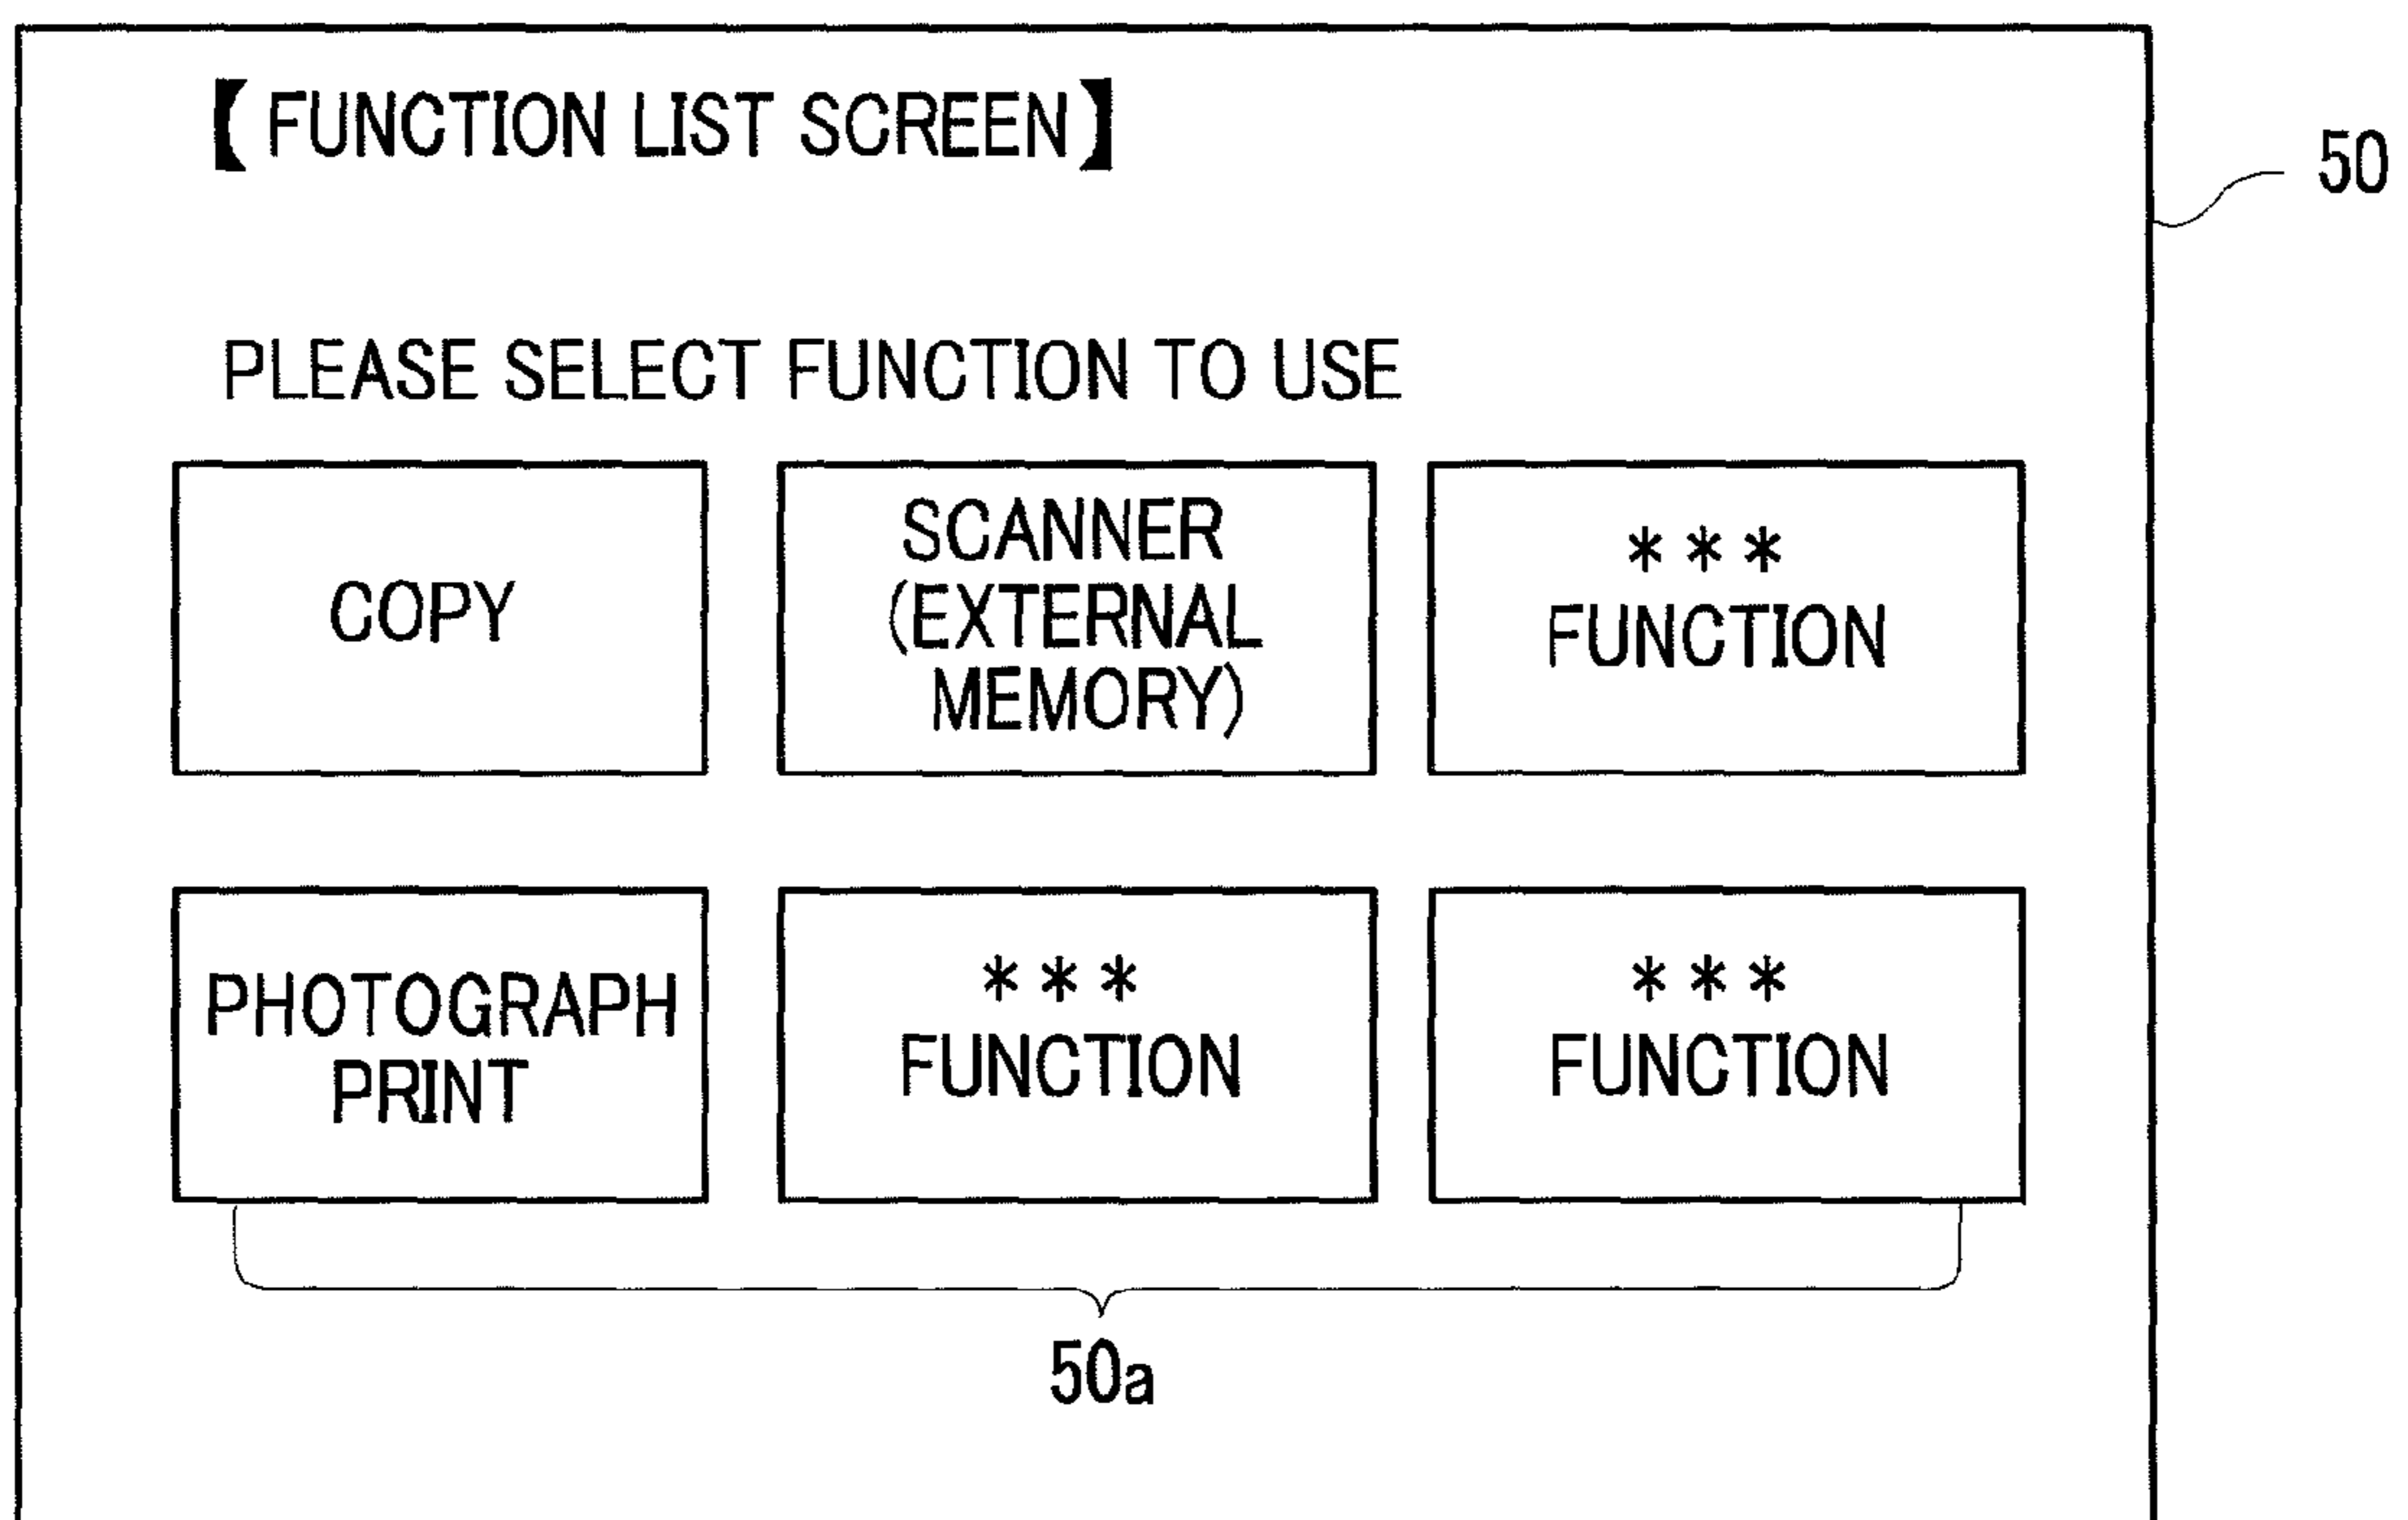 【 FUNCTION LIST SCREEN】
50
PLEASE SELECT FUNCTION TO USE
COPY
SCANNER
(EXTERNAL
MEMORY)
* * *
FUNCTION
PHOTOGRAPH
PRINT
* * *
FUNCTION
* * *
FUNCTION
50a